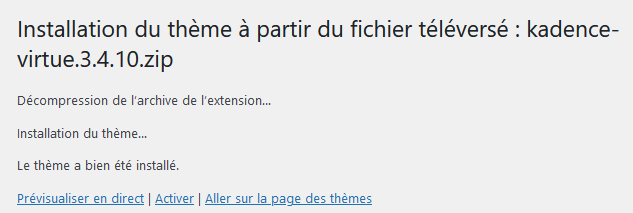 Installation du thème à partir du fichier téléversé : kadence-
virtue.3.4.10.zip
Décompression de l’archive de l’extension…
Installation du thème…
Le thème a bien été installé.
Prévisualiser en direct | Activer | Aller sur la page des thèmes